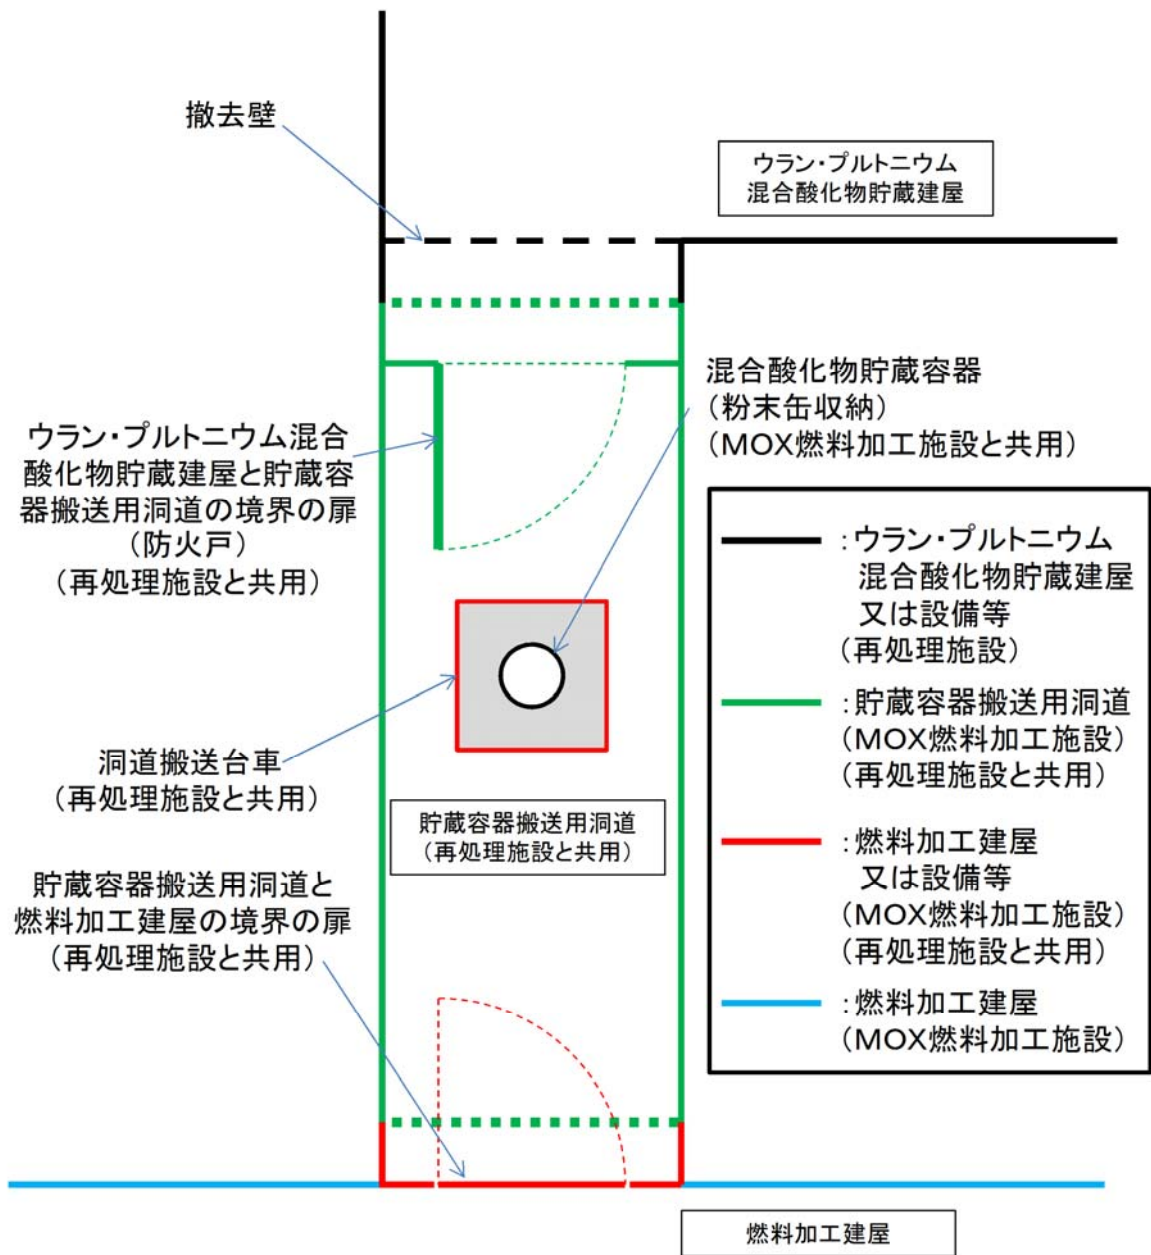 撤去壁
ウラン・プルトニウム
混合酸化物貯蔵建屋
混合酸化物貯蔵容器
（粉末缶収納）
（MOX燃料加工施設と共用）
ウラン・プルトニウム混合
酸化物貯蔵建屋と貯蔵容
器搬送用洞道の境界の扉
（防火戸）
（再処理施設と共用）
洞道搬送台車
（再処理施設と共用）
貯蔵容器搬送用洞道
（再処理施設と共用）
貯蔵容器搬送用洞道と
燃料加工建屋の境界の扉
（再処理施設と共用）
：ウラン・プルトニウム
混合酸化物貯蔵建屋
又は設備等
（再処理施設）
：貯蔵容器搬送用洞道
（MOX燃料加工施設）
（再処理施設と共用）
：燃料加工建屋
又は設備等
（MOX燃料加工施設）
（再処理施設と共用）
：燃料加工建屋
（MOX燃料加工施設）
燃料加工建屋